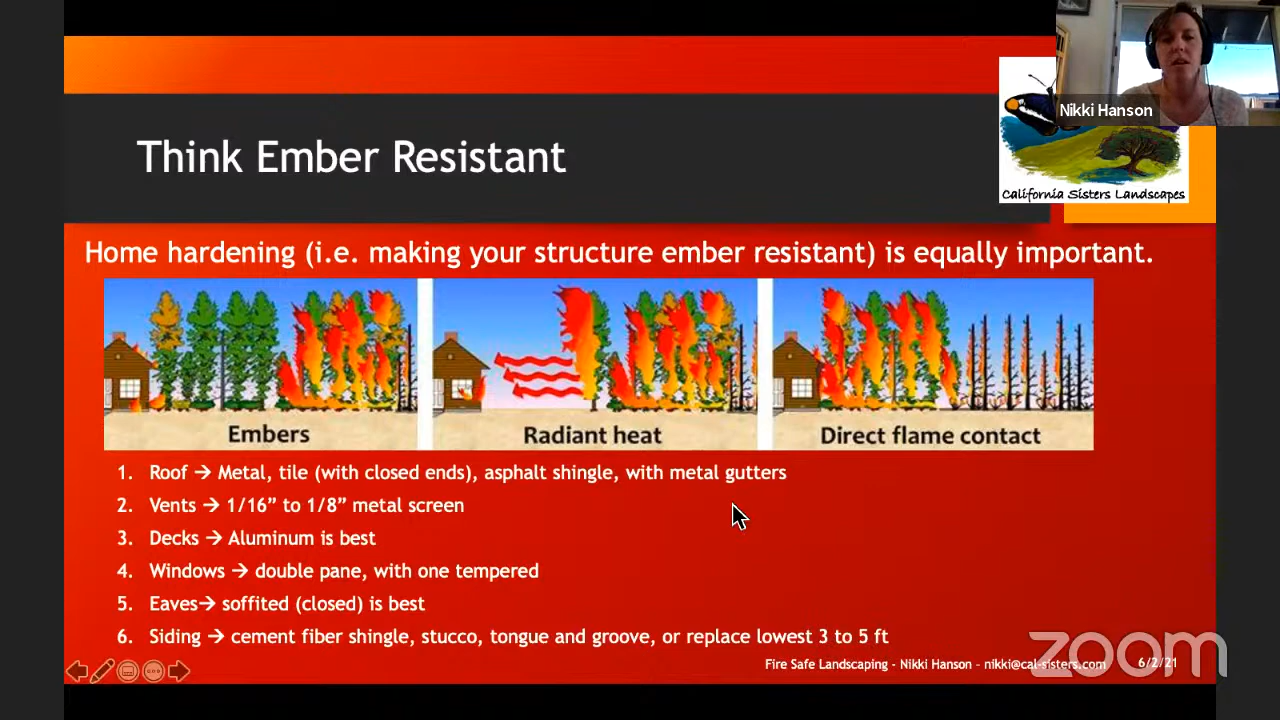 Nikki Hanson
Think Ember Resistant
California Sisters Landscapes
Home hardening (i.e. making your structure ember resistant) is equally important.
Embers
Radiant heat
Direct flame contact
1. Roof → Metal, tile (with closed ends), asphalt shingle, with metal gutters
2. Vents → 1/16” to 1/8” metal screen
3. Decks → Aluminum is best
4. Windows → double pane, with one tempered
5. Eaves→ soffited (closed) is best
6. Siding → cement fiber shingle, stucco, tongue and groove, or replace lowest 3 to 5 ft
Fire Safe Landscaping - Nikki Hanson – nikki@cal-sisters.com
6/2/21
zoom